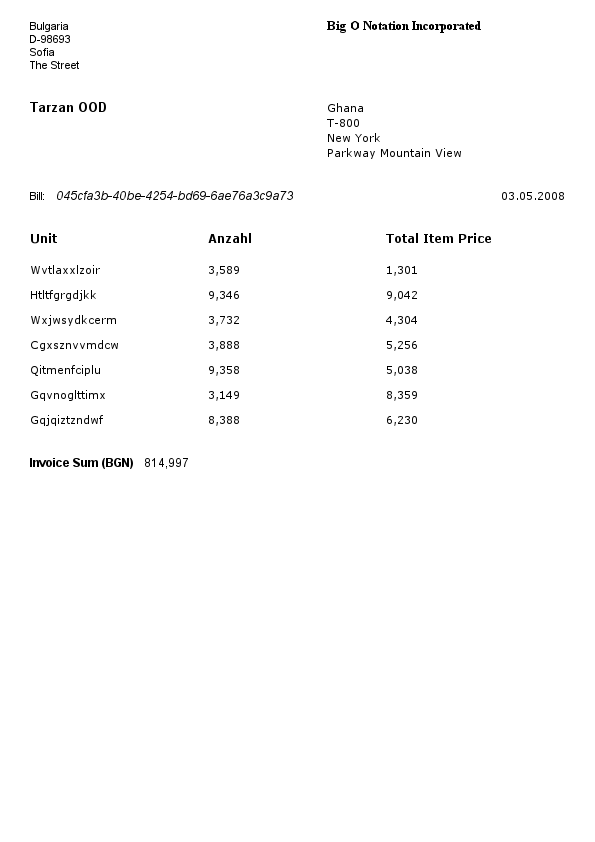 Bulgaria
D-98693
Sofia
The Street
Big O Notation Incorporated
Tarzan OOD
Ghana
T-800
New York
Parkway Mountain View
Bill: 045cfa3b-40be-4254-bd69-6ae76a3c9a73 03.05.2008
Unit Anzahl Total Item Price
Wvtlaxxlzoir 3,589 1,301
Htltfgrgdjkk 9,346 9,042
Wxjwsydkcerm 3,732 4,304
Cgxsznvvmdcw 3,888 5,256
Qitmenfciplu 9,358 5,038
Gqvnoglttimx 3,149 8,359
Gqjqiztzndwf 8,388 6,230
Invoice Sum (BGN) 814,997